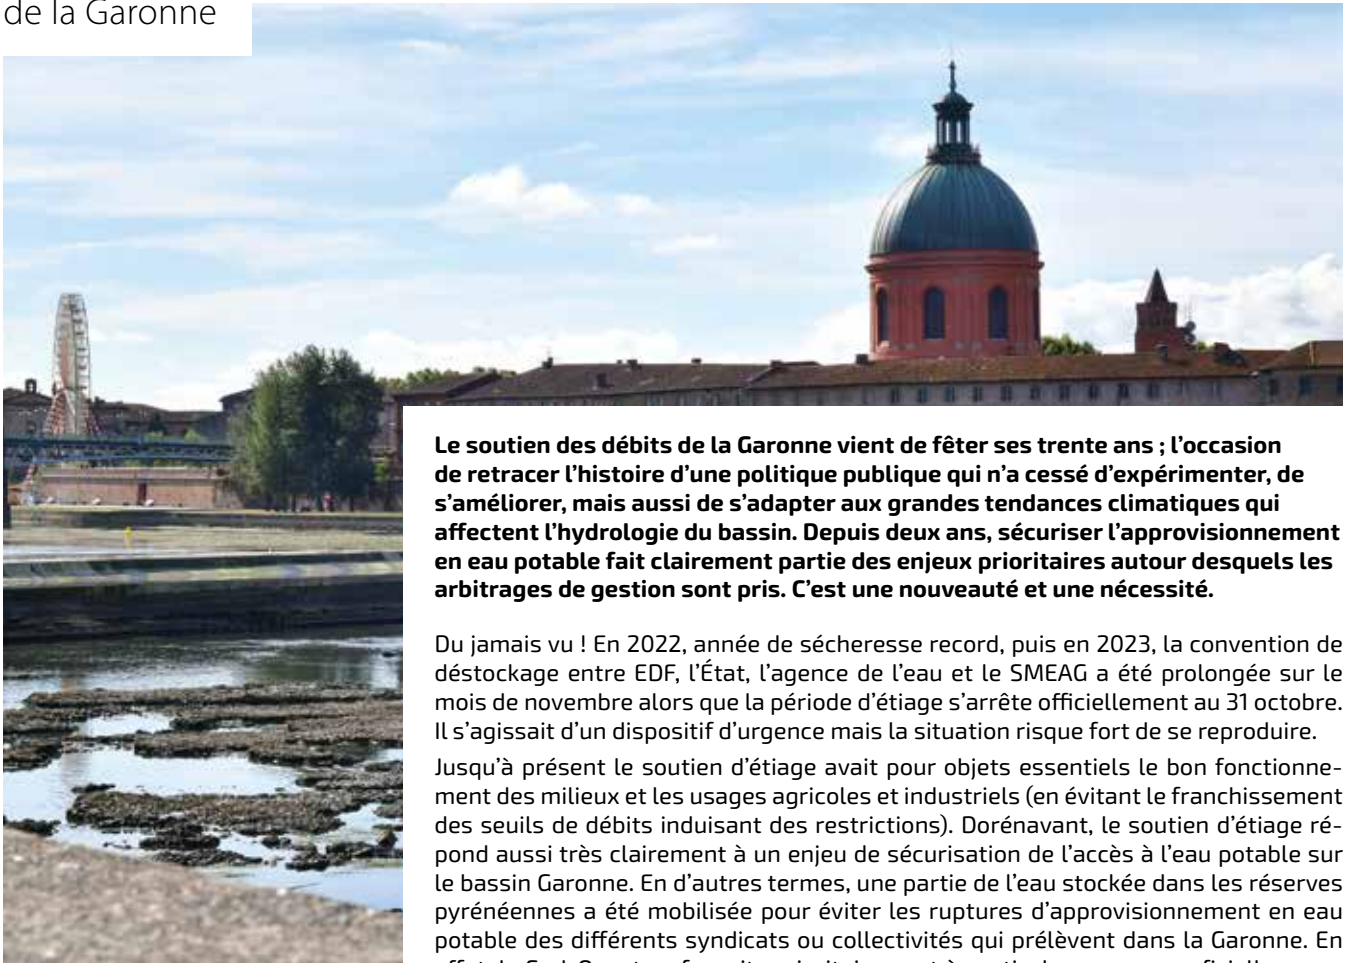 de la Garonne
Le soutien des débits de la Garonne vient de fêter ses trente ans ; l’occasion
de retracer l’histoire d’une politique publique qui n’a cessé d’expérimenter, de
s’améliorer, mais aussi de s’adapter aux grandes tendances climatiques qui
affectent l’hydrologie du bassin. Depuis deux ans, sécuriser l’approvisionnement
en eau potable fait clairement partie des enjeux prioritaires autour desquels les
arbitrages de gestion sont pris. C’est une nouveauté et une nécessité.
Du jamais vu ! En 2022, année de sécheresse record, puis en 2023, la convention de
déstockage entre EDF, l’État, l’agence de l’eau et le SMEAG a été prolongée sur le
mois de novembre alors que la période d’étiage s’arrête officiellement au 31 octobre.
Il s’agissait d’un dispositif d’urgence mais la situation risque fort de se reproduire.
Jusqu’à présent le soutien d’étiage avait pour objets essentiels le bon fonctionne-
ment des milieux et les usages agricoles et industriels (en évitant le franchissement
des seuils de débits induisant des restrictions). Dorénavant, le soutien d’étiage ré-
pond aussi très clairement à un enjeu de sécurisation de l’accès à l’eau potable sur
le bassin Garonne. En d’autres termes, une partie de l’eau stockée dans les réserves
pyrénéennes a été mobilisée pour éviter les ruptures d’approvisionnement en eau
potable des différents syndicats ou collectivités qui prélèvent dans la Garonne. En